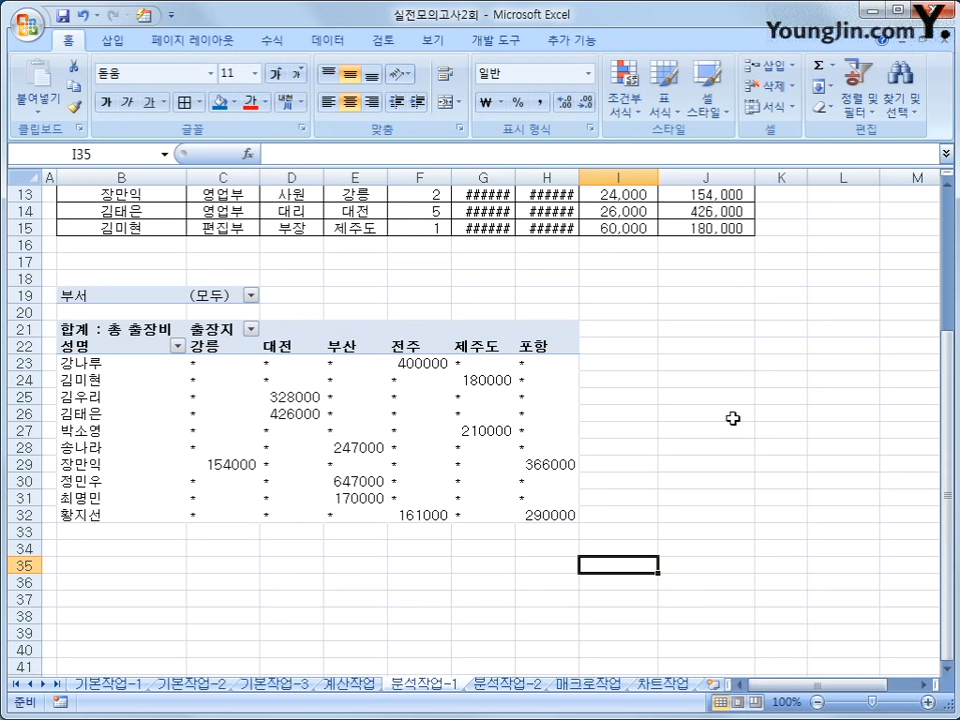 실전모의고사2회 - Microsoft Excel
YoungJin.com Y.
홈 삽입 페이지 레이아웃 수식 데이터 검토 보기 개발 도구 추가 기능
붙여넣기 돋움 11 일반 조건부 서식 표 서식 셀 스타일 삽입 삭제 서식 정렬 및 필터 찾기 및 선택
가 가 가 가 가 가 내천 ₩ % , .00
클립보드 글꼴 맞춤 표시 형식 스타일 셀 편집
I35 fx
A B C D E F G H I J K L M
13 장만익 영업부 사원 강릉 2 ###### ###### 24,000 154,000
14 김태은 영업부 대리 대전 5 ###### ###### 26,000 426,000
15 김미현 편집부 부장 제주도 1 ###### ###### 60,000 180,000
16
17
18
19 부서 (모두)
20
21 합계 : 총 출장비 출장지
22 성명 강릉 대전 부산 전주 제주도 포항
23 강나루 * * * 400000 * *
24 김미현 * * * * 180000 *
25 김우리 * 328000 * * * *
26 김태은 * 426000 * * * *
27 박소영 * * * * 210000 *
28 송나라 * * 247000 * * *
29 장만익 154000 * * * * 366000
30 정민우 * * 647000 * * *
31 최명민 * * 170000 * * *
32 황지선 * * * 161000 * 290000
33
34
35
36
37
38
39
40
41
기본작업-1 기본작업-2 기본작업-3 계산작업 분석작업-1 분석작업-2 매크로작업 차트작업
준비 100%